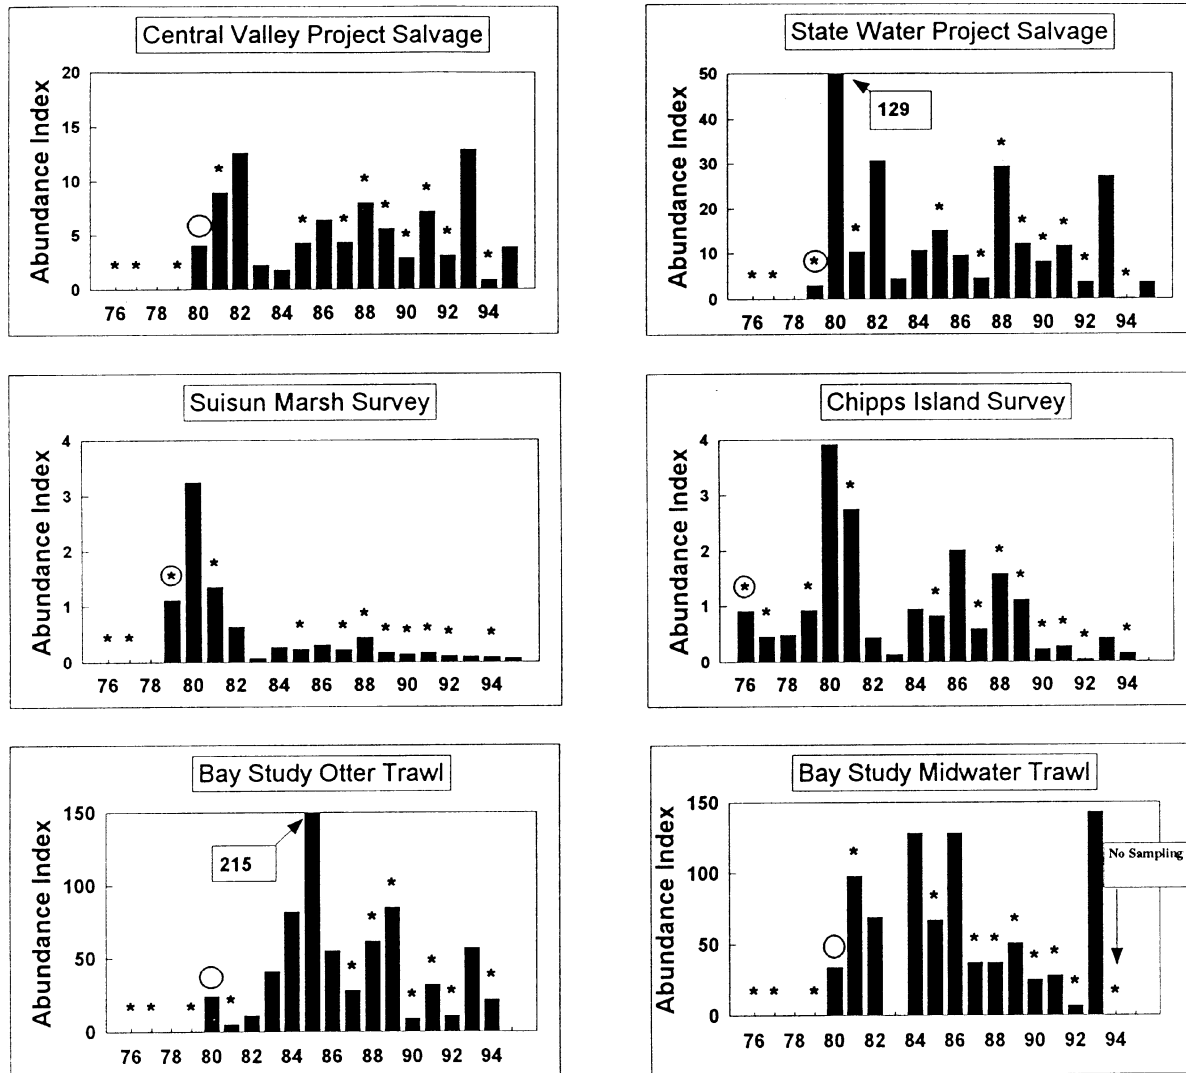 Central Valley Project Salvage
Abundance Index
20
15
10
5
0
* * * * * * * * * * * *
76 78 80 82 84 86 88 90 92 94
State Water Project Salvage
Abundance Index
50
40
30
20
10
0
129
* * * * * * * * * * * *
76 78 80 82 84 86 88 90 92 94
Suisun Marsh Survey
Abundance Index
4
3
2
1
0
* * * * * * * * * * * *
76 78 80 82 84 86 88 90 92 94
Chipps Island Survey
Abundance Index
4
3
2
1
0
* * * * * * * * * * * *
76 78 80 82 84 86 88 90 92 94
Bay Study Otter Trawl
Abundance Index
150
100
50
0
215
* * * * * * * * * * *
76 78 80 82 84 86 88 90 92 94
Bay Study Midwater Trawl
Abundance Index
150
100
50
0
No Sampling
* * * * * * * * * * * *
76 78 80 82 84 86 88 90 92 94